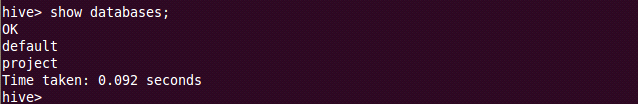 hive> show databases;
OK
default
project
Time taken: 0.092 seconds
hive>